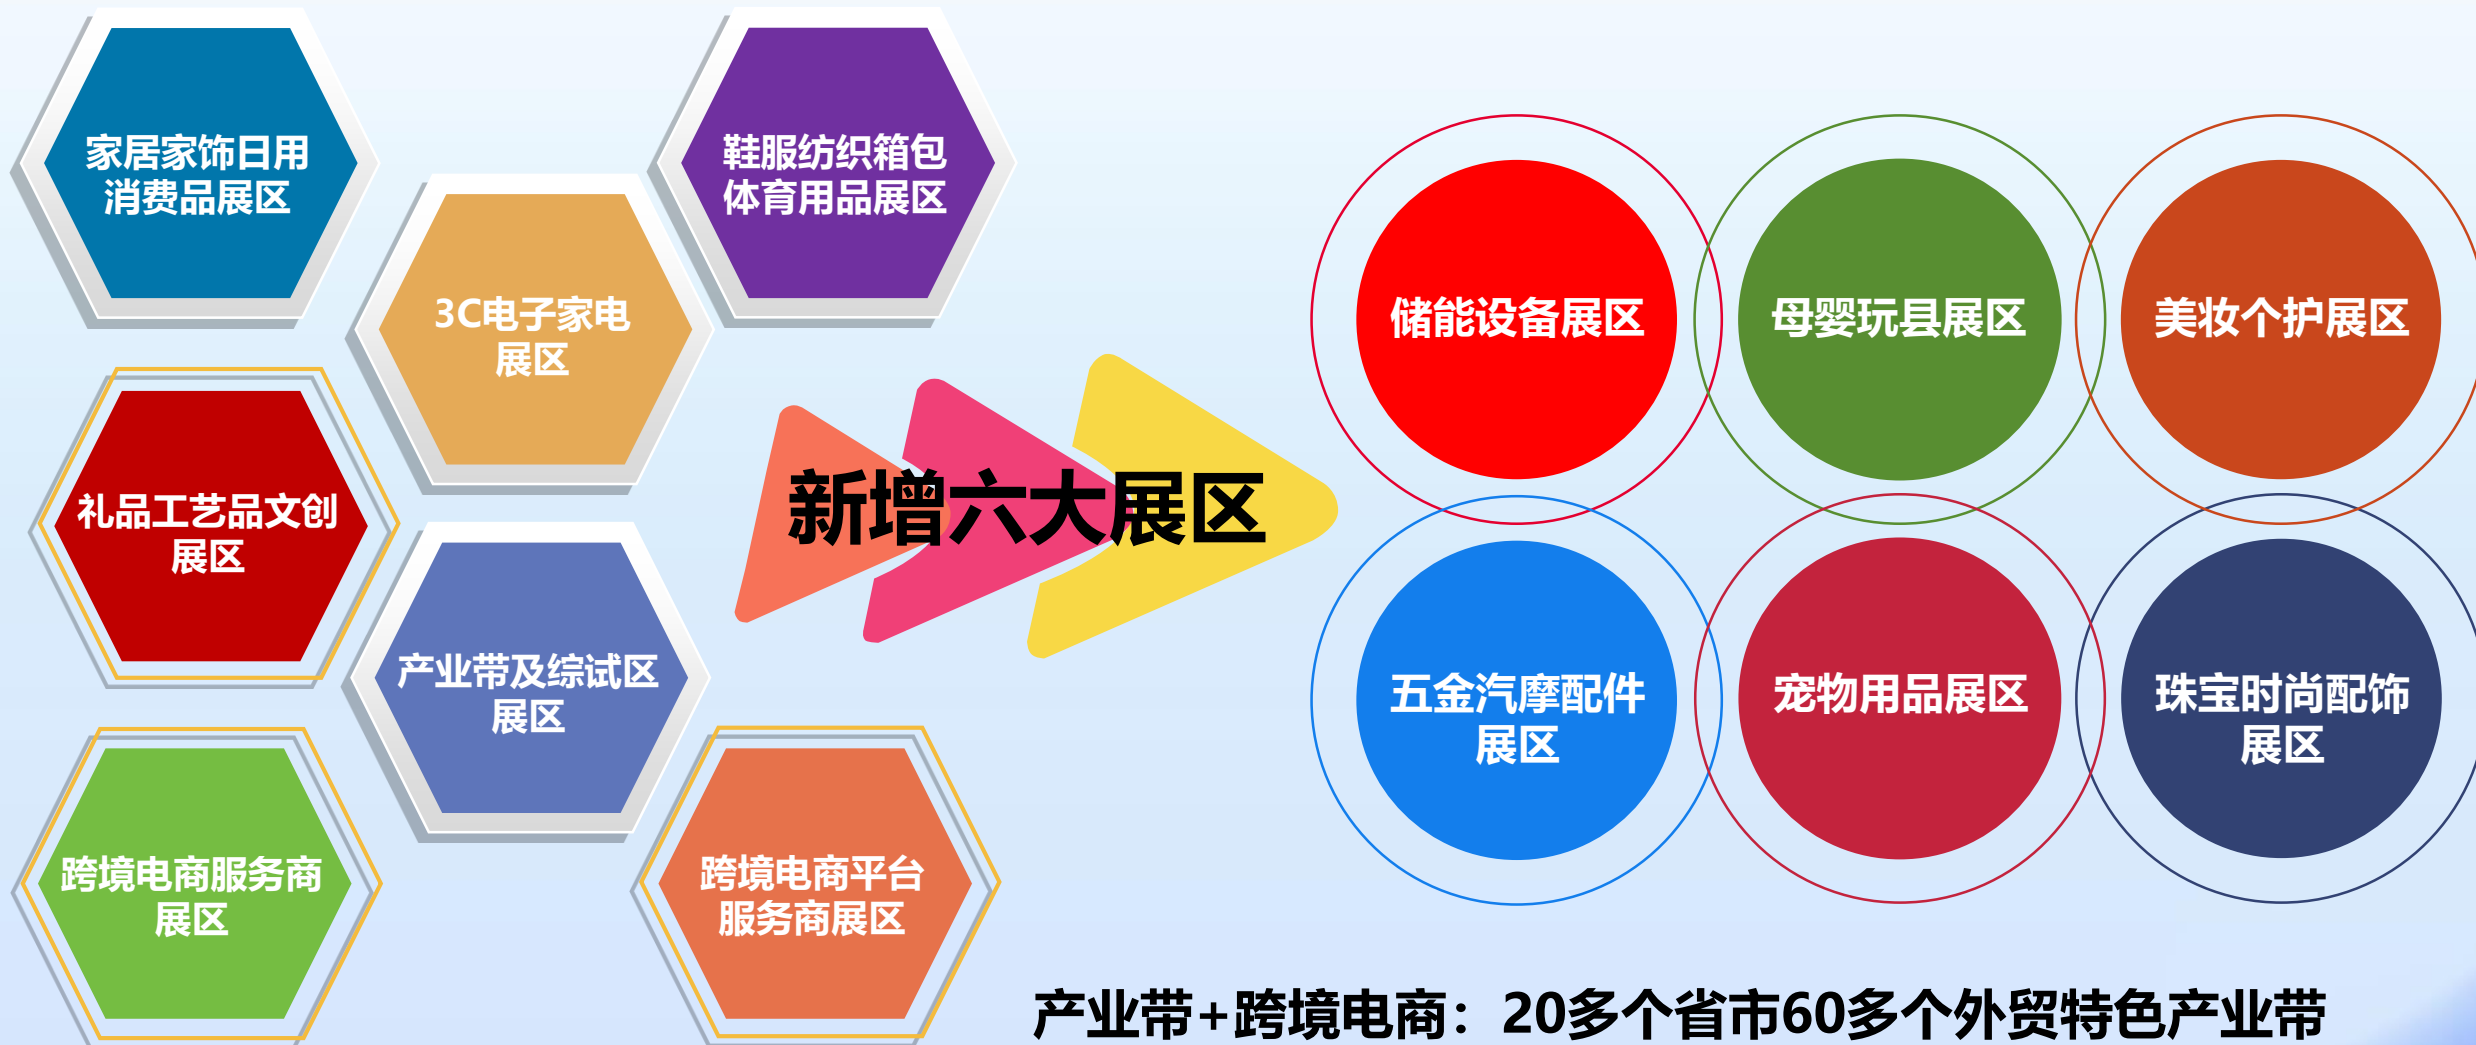 家居家饰日用
消费品展区
鞋服纺织箱包
体育用品展区
3C电子家电
展区
礼品工艺品文创
展区
产业带及综试区
展区
跨境电商服务商
展区
跨境电商平台
服务商展区
新增六大展区
储能设备展区
母婴玩县展区
美妆个护展区
五金汽摩配件
展区
宠物用品展区
珠宝时尚配饰
展区
产业带+跨境电商：20多个省市60多个外贸特色产业带